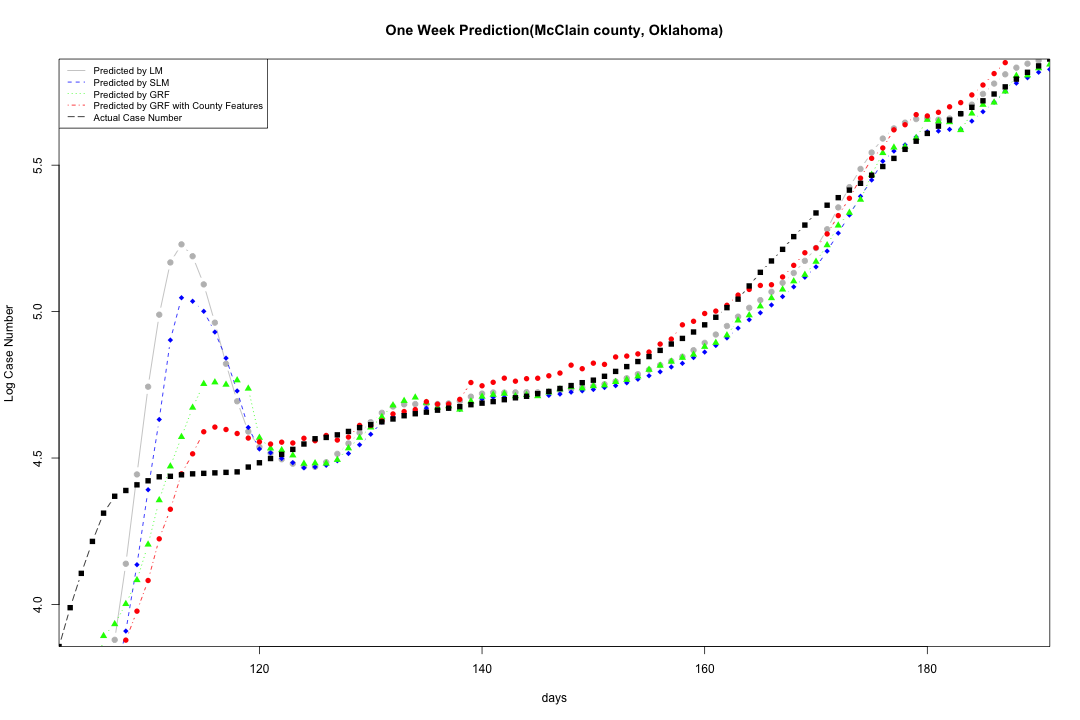 One Week Prediction(McClain county, Oklahoma)
Predicted by LM
Predicted by SLM
Predicted by GRF
Predicted by GRF with County Features
Actual Case Number
5.5
5.0
4.5
4.0
Log Case Number
120
140
160
180
days